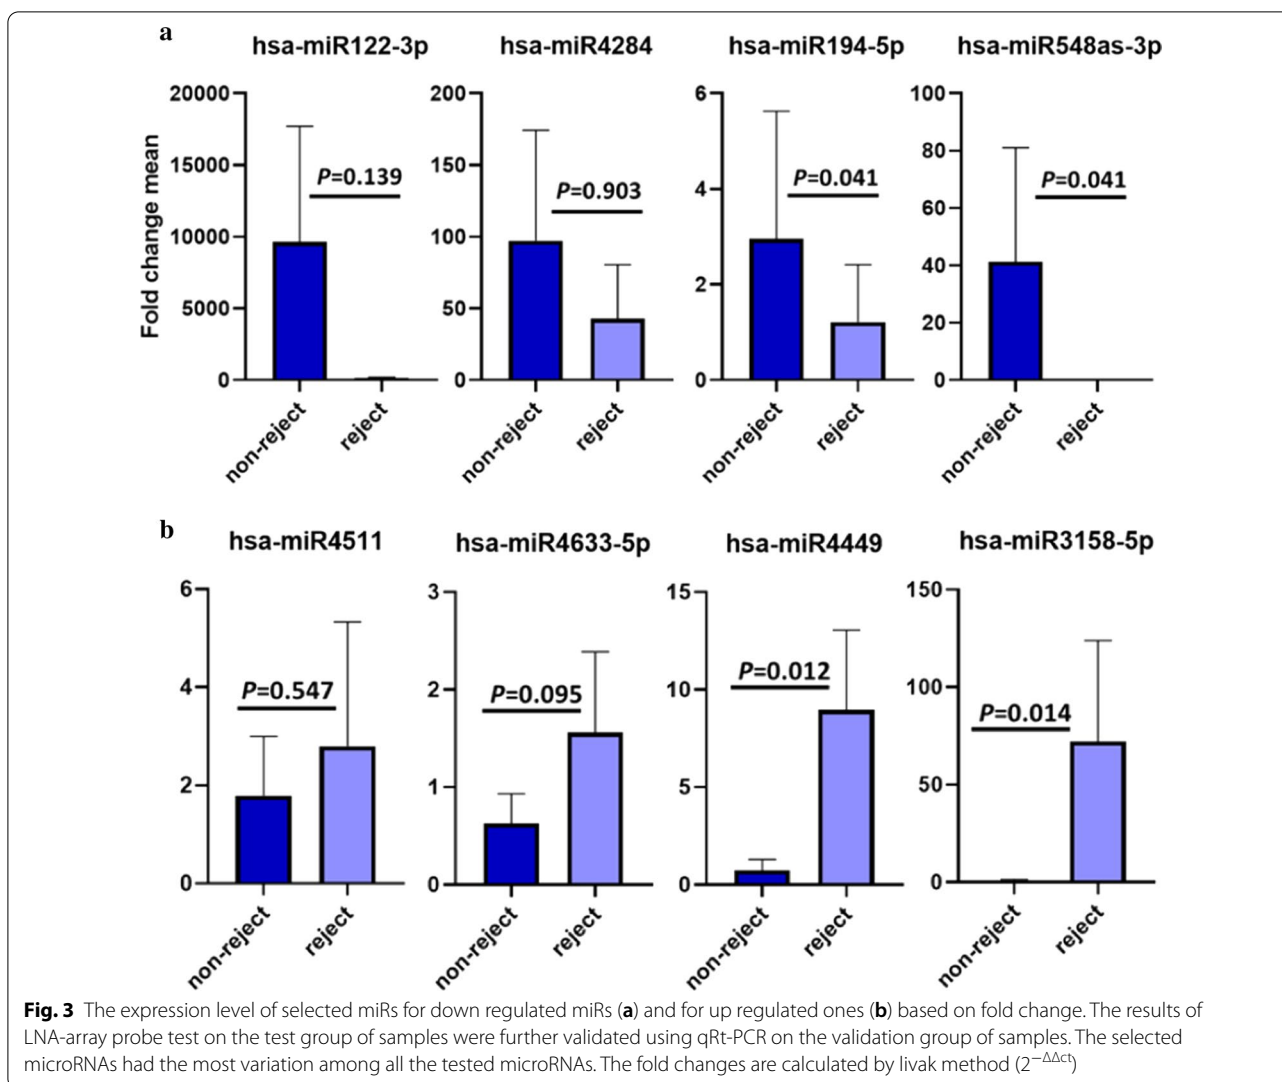 a
hsa-miR122-3p hsa-miR4284 hsa-miR194-5p hsa-miR548as-3p
Fold change mean
20000
15000
10000
5000
0
P=0.139
non-reject
reject
200
150
100
50
0
P=0.903
non-reject
reject
6
4
2
0
P=0.041
non-reject
reject
100
80
60
40
20
0
P=0.041
non-reject
reject
b
hsa-miR4511 hsa-miR4633-5p hsa-miR4449 hsa-miR3158-5p
6
4
2
0
P=0.547
non-reject
reject
3
2
1
0
P=0.095
non-reject
reject
15
10
5
0
P=0.012
non-reject
reject
150
100
50
0
P=0.014
non-reject
reject
Fig. 3 The expression level of selected miRs for down regulated miRs (a) and for up regulated ones (b) based on fold change. The results of
LNA-array probe test on the test group of samples were further validated using qRt-PCR on the validation group of samples. The selected
microRNAs had the most variation among all the tested microRNAs. The fold changes are calculated by livak method (2^−ΔΔct)